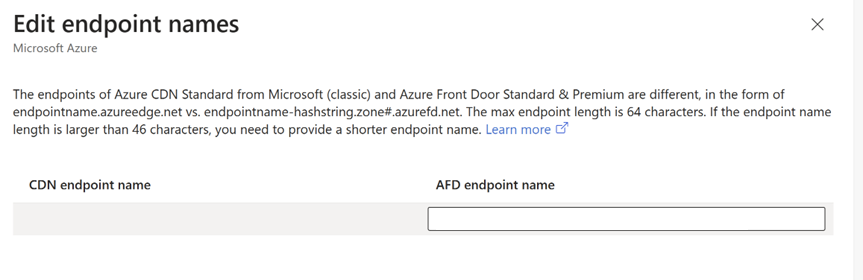 Edit endpoint names
Microsoft Azure
The endpoints of Azure CDN Standard from Microsoft (classic) and Azure Front Door Standard & Premium are different, in the form of
endpointname.azureedge.net vs. endpointname-hashstring.zone#.azurefd.net. The max endpoint length is 64 characters. If the endpoint name
length is larger than 46 characters, you need to provide a shorter endpoint name. Learn more
CDN endpoint name AFD endpoint name